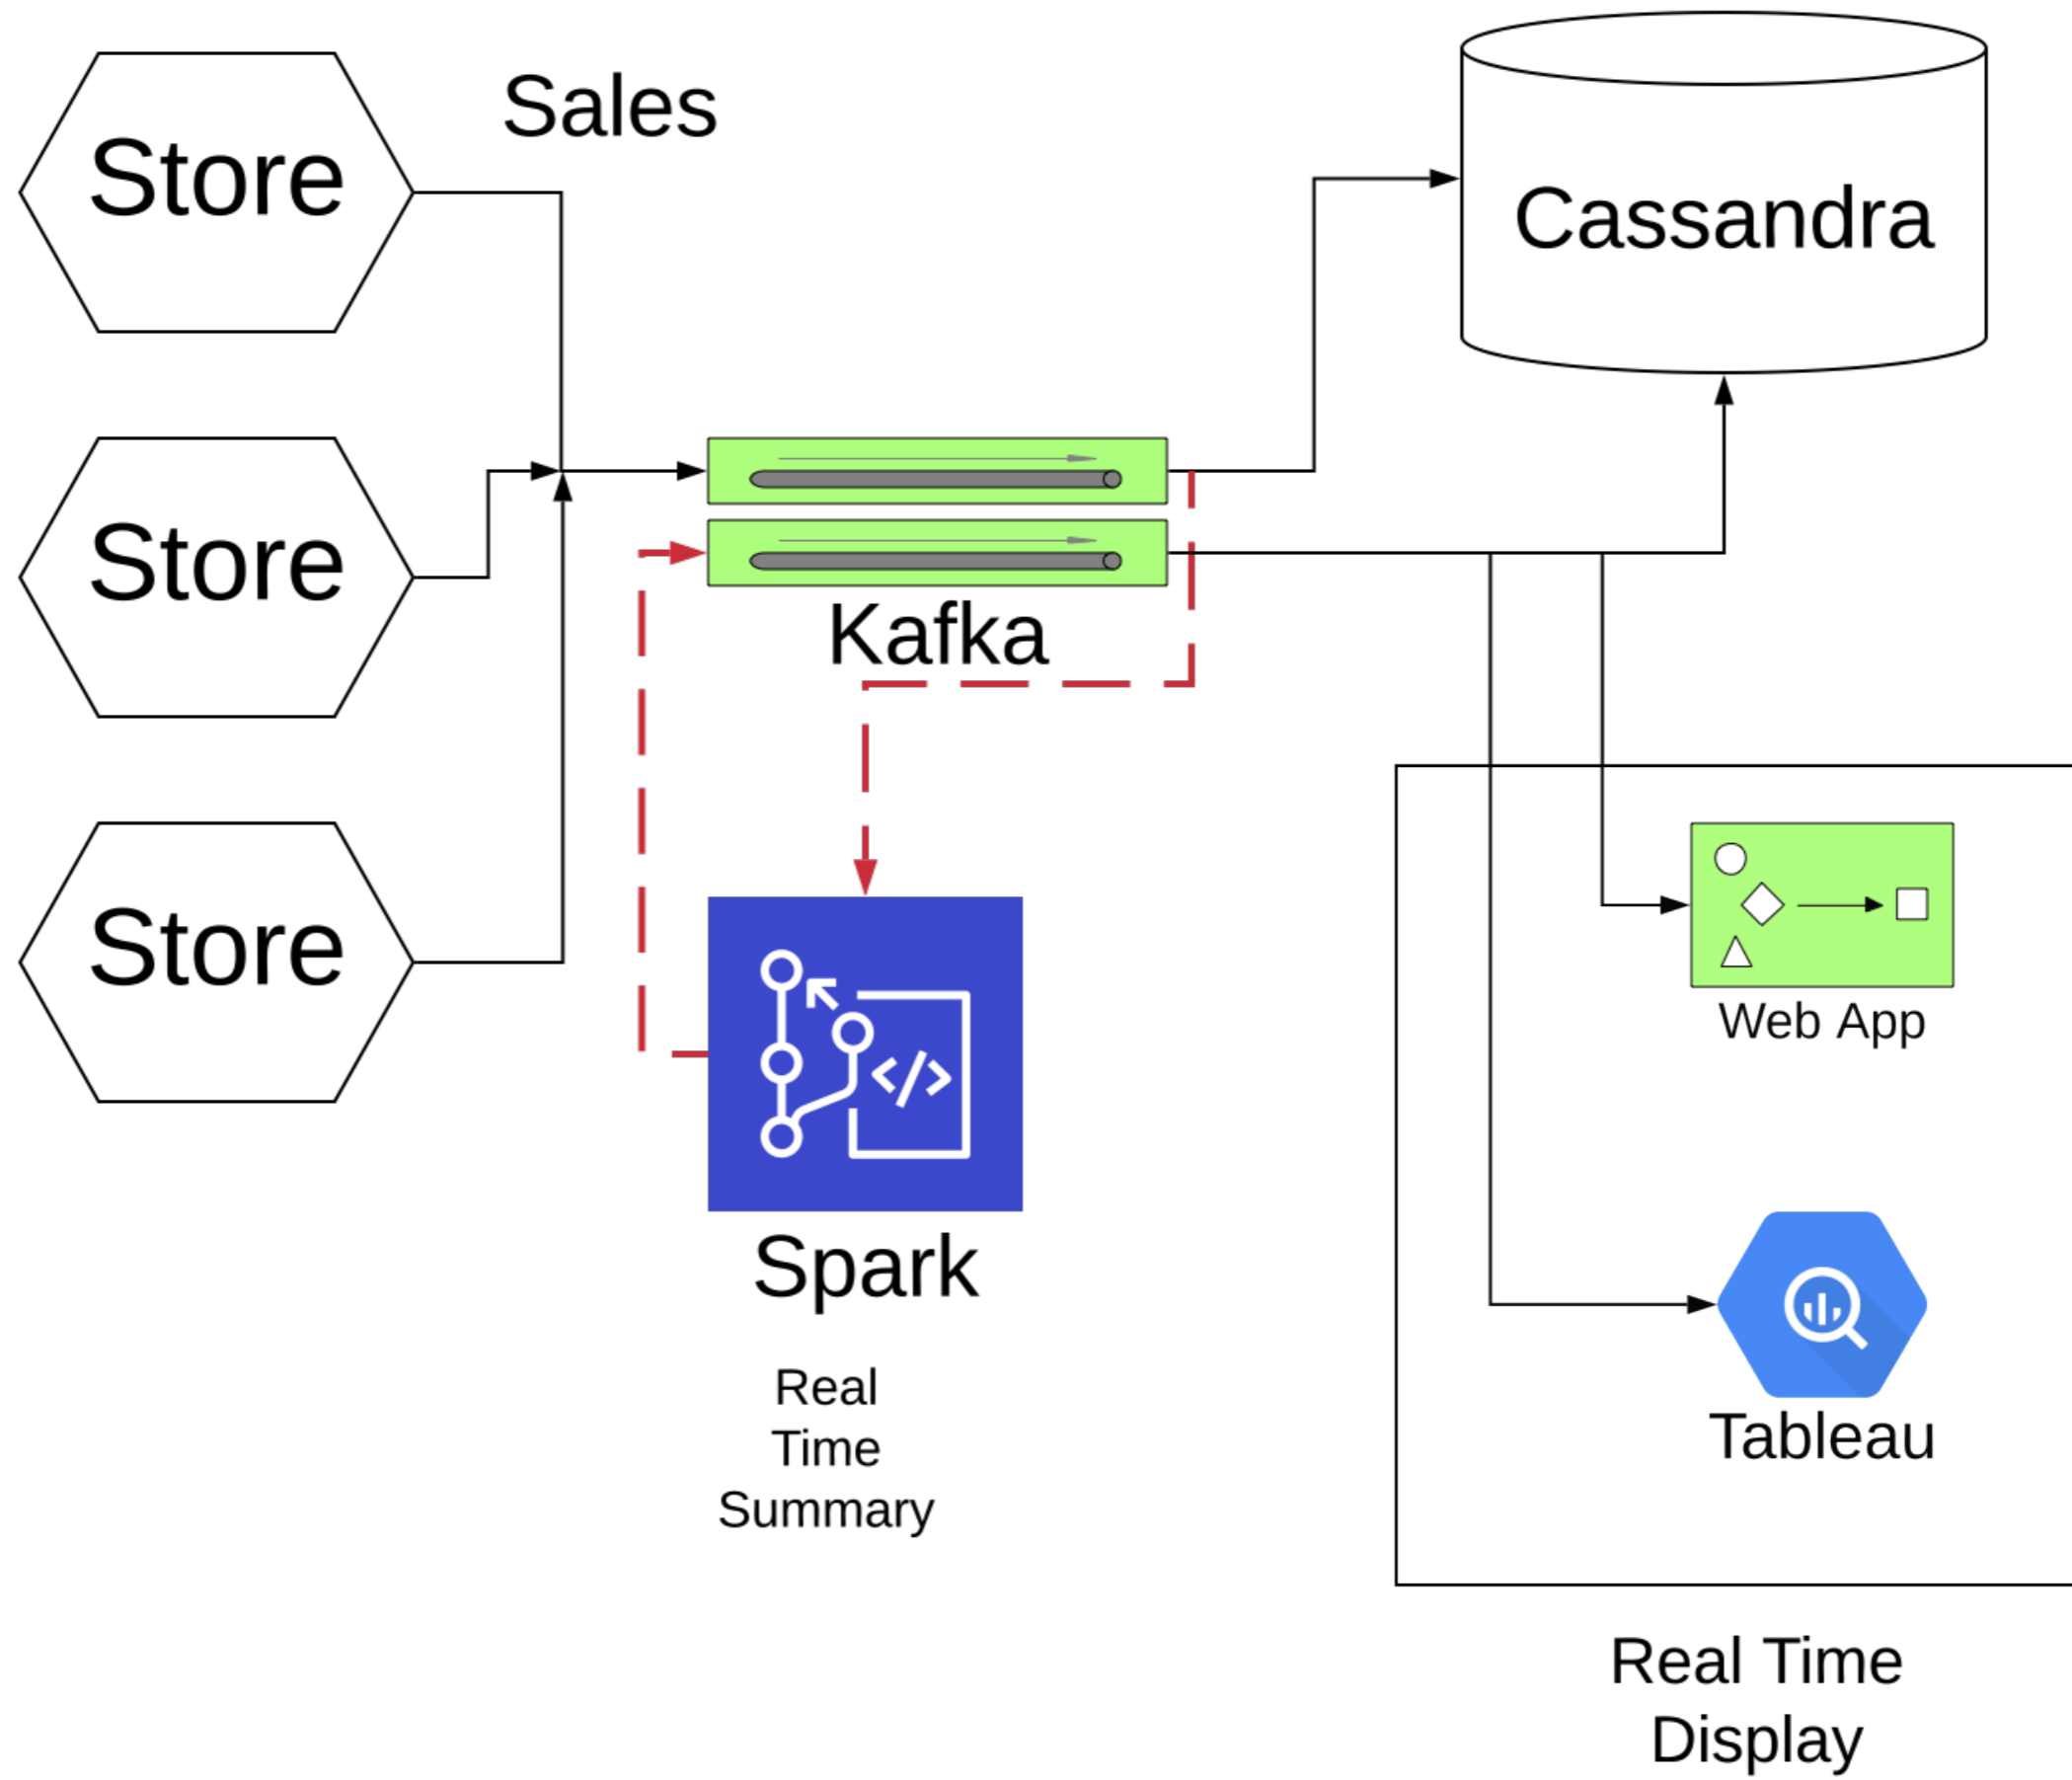 Store
Sales
Cassandra
Store
Kafka
Store
</>
Web App
Spark
Tableau
Real
Time
Summary
Real Time
Display